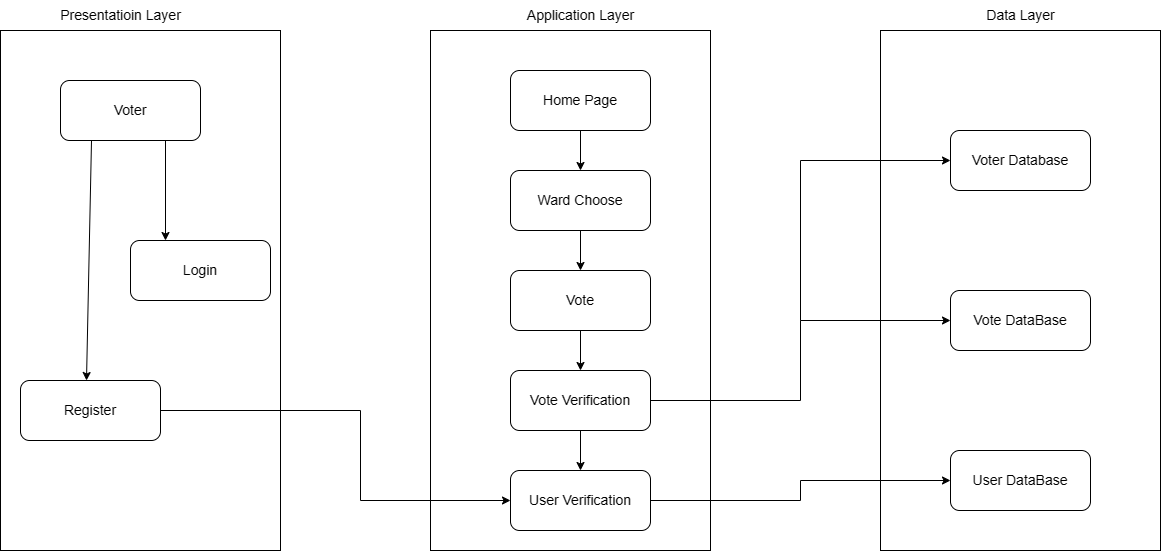 Presentatioin Layer
Application Layer
Data Layer
Voter
Login
Register
Home Page
Ward Choose
Vote
Vote Verification
User Verification
Voter Database
Vote DataBase
User DataBase